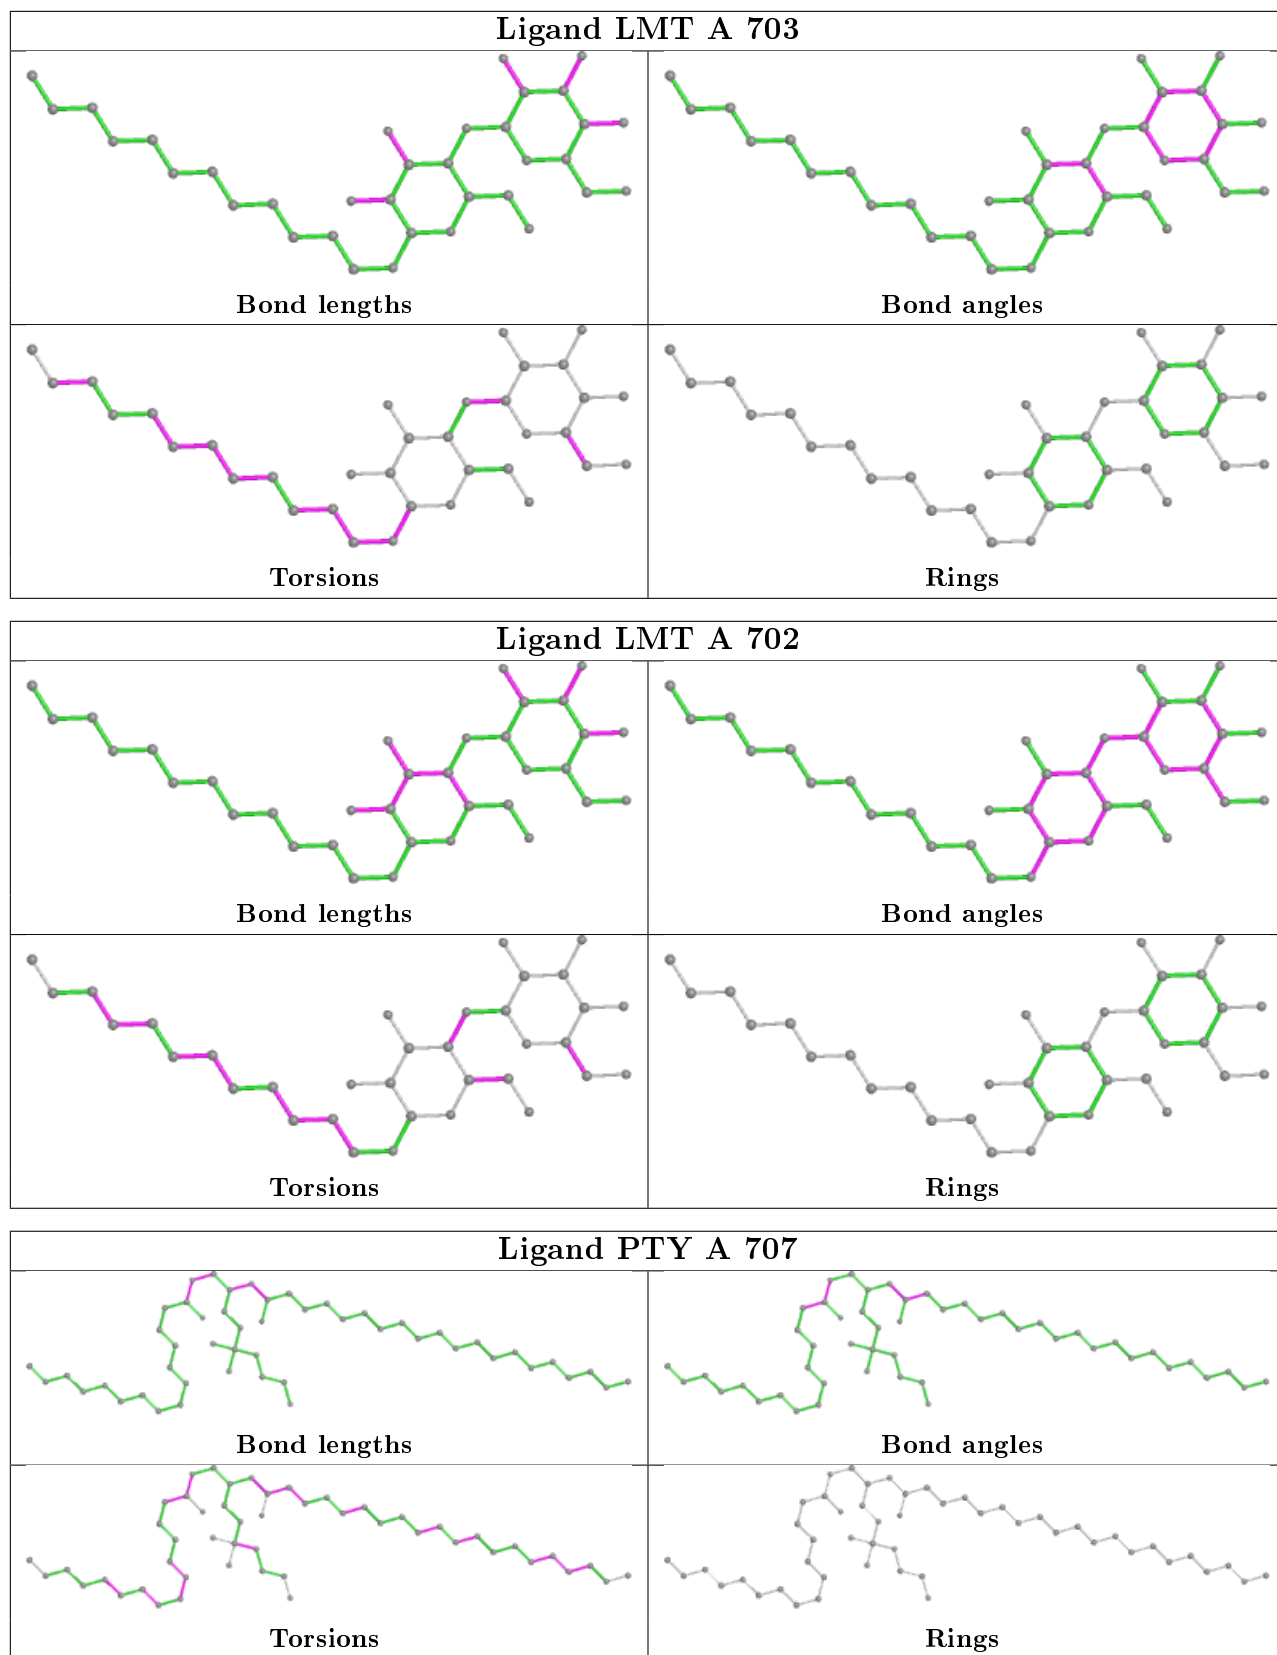 Ligand LMT A 703
Bond lengths
Bond angles
Torsions
Rings
Ligand LMT A 702
Bond lengths
Bond angles
Torsions
Rings
Ligand PTY A 707
Bond lengths
Bond angles
Torsions
Rings